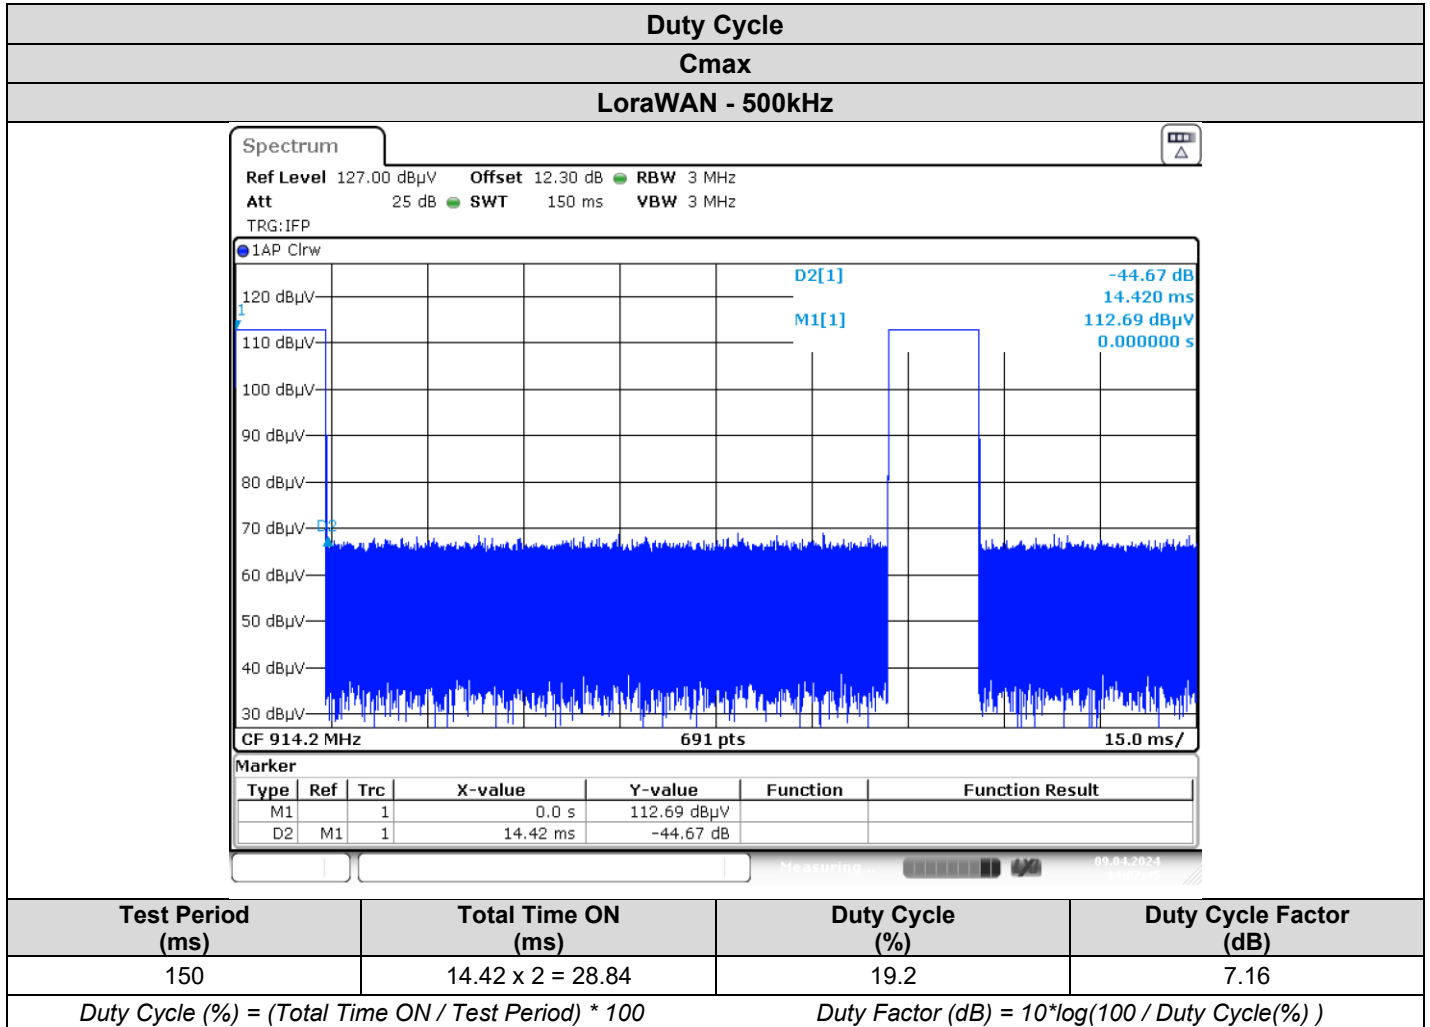 Duty Cycle
Cmax
LoraWAN - 500kHz
Spectrum
Ref Level 127.00 dBµV Offset 12.30 dB RBW 3 MHz
Att 25 dB SWT 150 ms VBW 3 MHz
TRG:IFP
1AP Clrw
D2[1] -44.67 dB
14.420 ms
M1[1] 112.69 dBµV
0.000000 s
120 dBµV
1
110 dBµV
100 dBµV
90 dBµV
80 dBµV
70 dBµV
D2
60 dBµV
50 dBµV
40 dBµV
30 dBµV
CF 914.2 MHz 691 pts 15.0 ms/
Marker
Type Ref Trc X-value Y-value Function Function Result
M1 1 0.0 s 112.69 dBµV
D2 M1 1 14.42 ms -44.67 dB
Measuring... 09.04.2024
Test Period (ms) Total Time ON (ms) Duty Cycle (%) Duty Cycle Factor (dB)
150 14.42 x 2 = 28.84 19.2 7.16
Duty Cycle (%) = (Total Time ON / Test Period) * 100 Duty Factor (dB) = 10*log(100 / Duty Cycle(%) )